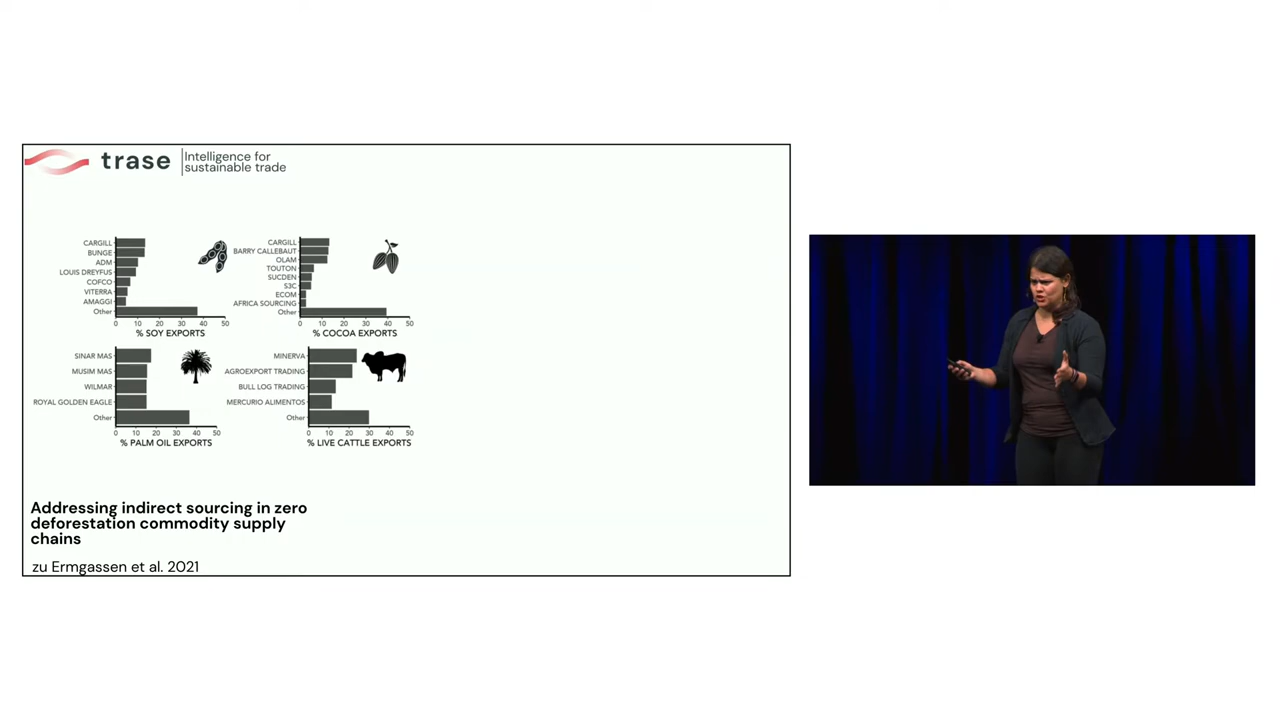 trase
Intelligence for
sustainable trade
CARGILL
BUNGE
ADM
LOUIS DREYFUS
COFCO
VITERRA
AMAGGI
Other
0 10 20 30 40 50
% SOY EXPORTS
CARGILL
BARRY CALLEBAUT
OLAM
TOUTON
SUCDEN
S3C
ECOM
AFRICA SOURCING
Other
0 10 20 30 40 50
% COCOA EXPORTS
SINAR MAS
MUSIM MAS
WILMAR
ROYAL GOLDEN EAGLE
Other
0 10 20 30 40 50
% PALM OIL EXPORTS
MINERVA
AGROEXPORT TRADING
BULL LOG TRADING
MERCURIO ALIMENTOS
Other
0 10 20 30 40 50
% LIVE CATTLE EXPORTS
Addressing indirect sourcing in zero
deforestation commodity supply
chains
zu Ermgassen et al. 2021